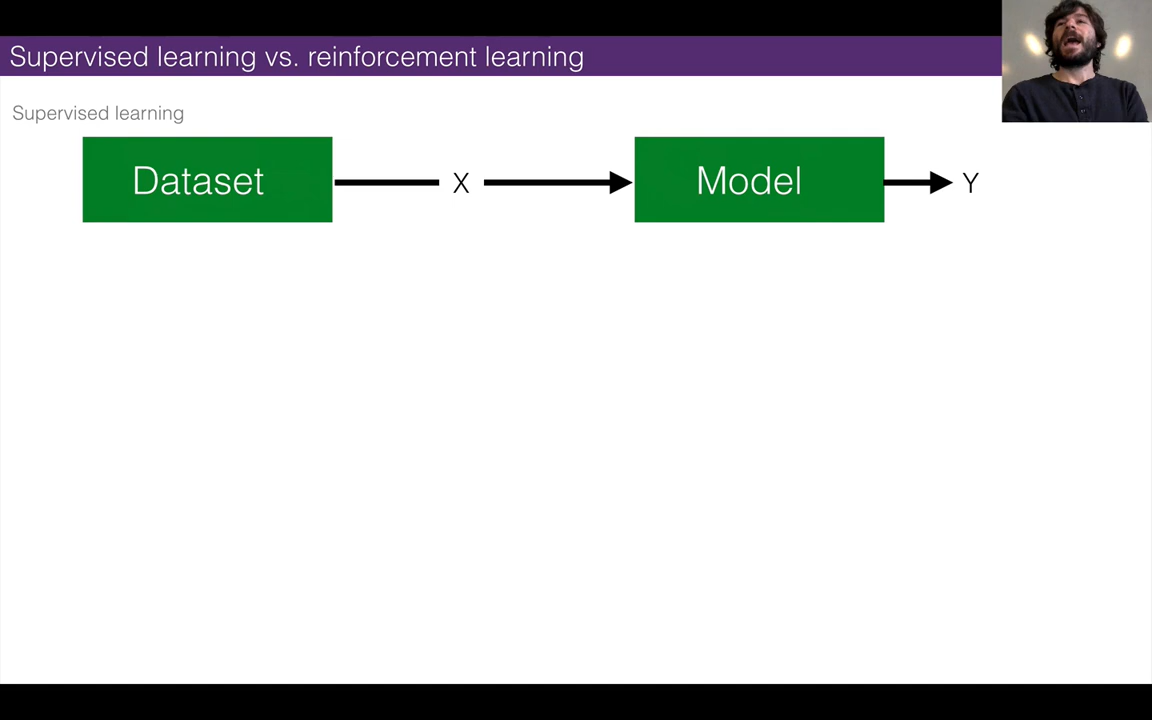 Supervised learning vs. reinforcement learning
Supervised learning
Dataset X Model Y